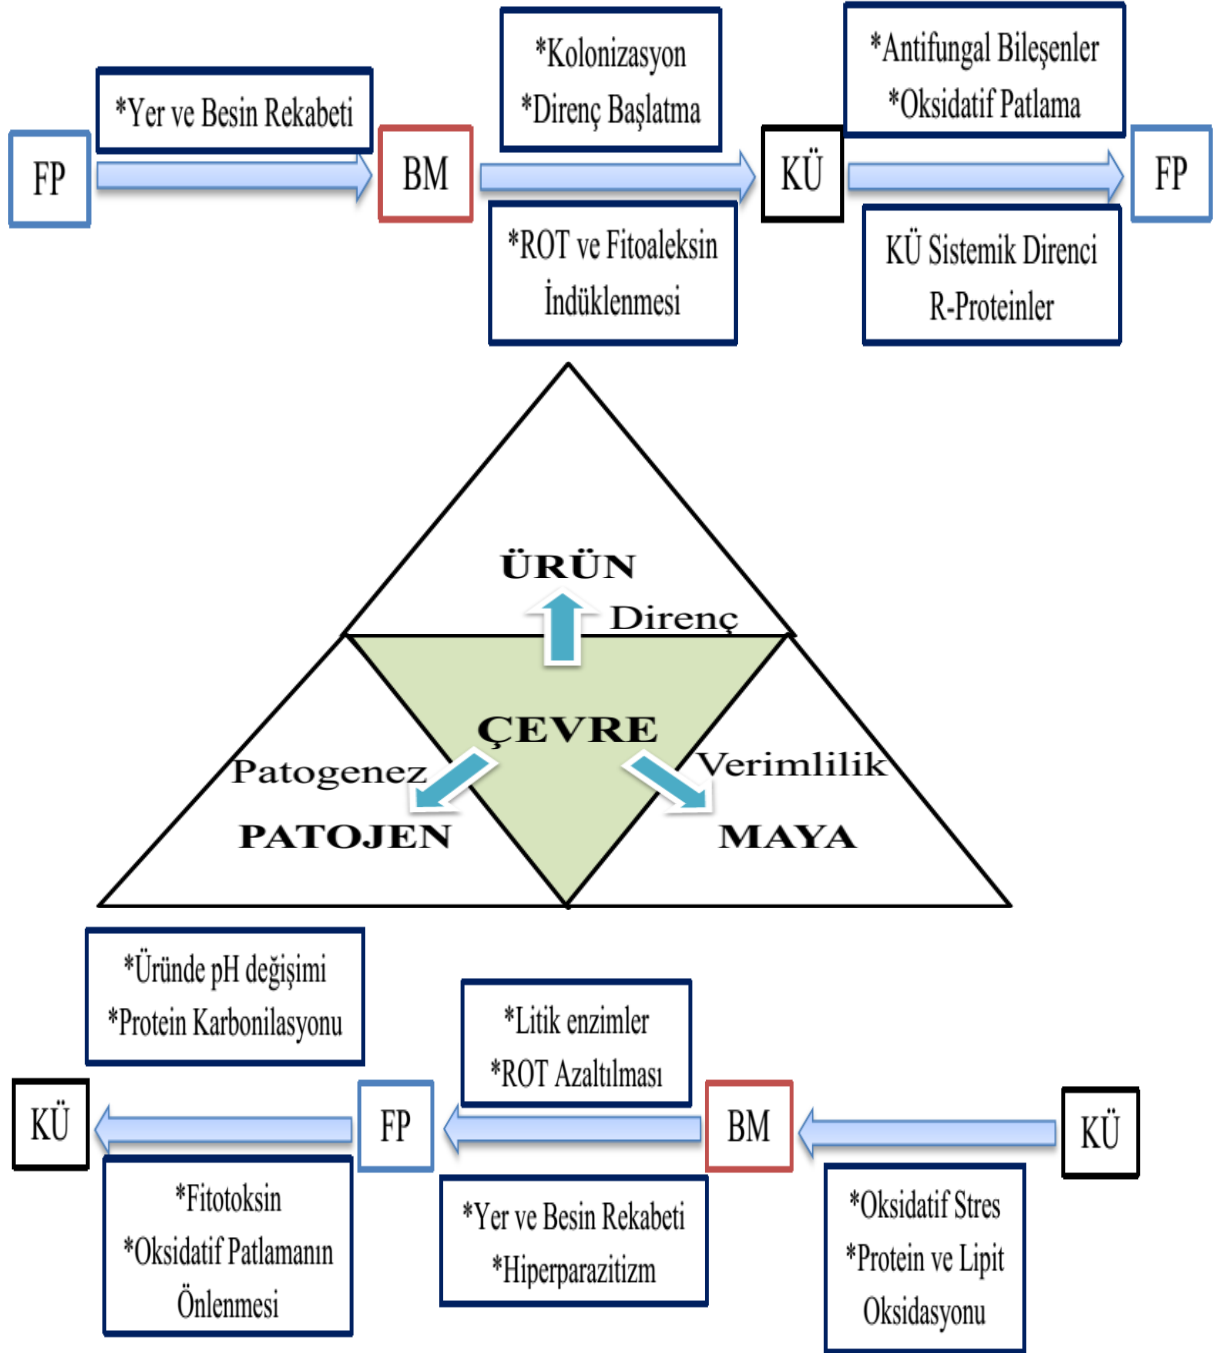 *Yer ve Besin Rekabeti
*Kolonizasyon
*Direnç Başlatma
*Antifungal Bileşenler
*Oksidatif Patlama
FP
BM
KÜ
FP
*ROT ve Fitoaleksin
İndüklenmesi
KÜ Sistemik Direnci
R-Proteinler
ÜRÜN
Direnç
ÇEVRE
Patogenez
Verimlilik
PATOJEN
MAYA
*Üründe pH değişimi
*Protein Karbonilasyonu
*Litik enzimler
*ROT Azaltılması
KÜ
FP
BM
KÜ
*Fitotoksin
*Oksidatif Patlamanın
Önlenmesi
*Yer ve Besin Rekabeti
*Hiperparazitizm
*Oksidatif Stres
*Protein ve Lipit
Oksidasyonu